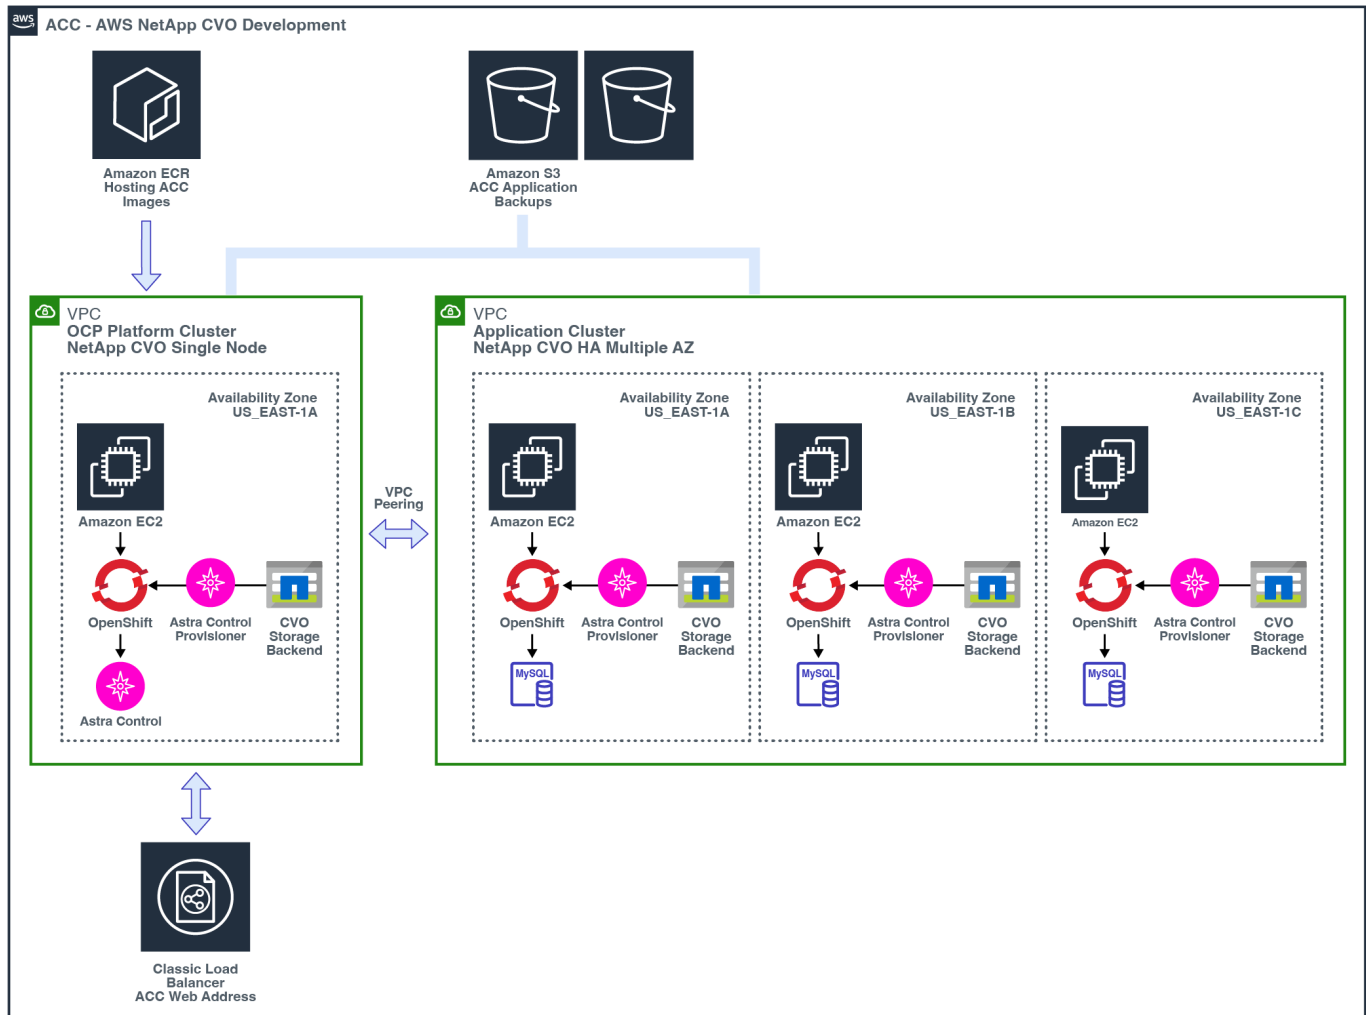 aws
ACC - AWS NetApp CVO Development
Amazon ECR
Hosting ACC
Images
Amazon S3
ACC Application
Backups
VPC
OCP Platform Cluster
NetApp CVO Single Node
Availability Zone
US_EAST-1A
Amazon EC2
OpenShift
Astra Control
Provisioner
CVO
Storage
Backend
Astra Control
VPC
Peering
VPC
Application Cluster
NetApp CVO HA Multiple AZ
Availability Zone
US_EAST-1A
Amazon EC2
OpenShift
Astra Control
Provisioner
CVO
Storage
Backend
MySQL
Availability Zone
US_EAST-1B
Amazon EC2
OpenShift
Astra Control
Provisioner
CVO
Storage
Backend
MySQL
Availability Zone
US_EAST-1C
Amazon EC2
OpenShift
Astra Control
Provisioner
CVO
Storage
Backend
MySQL
Classic Load
Balancer
ACC Web Address